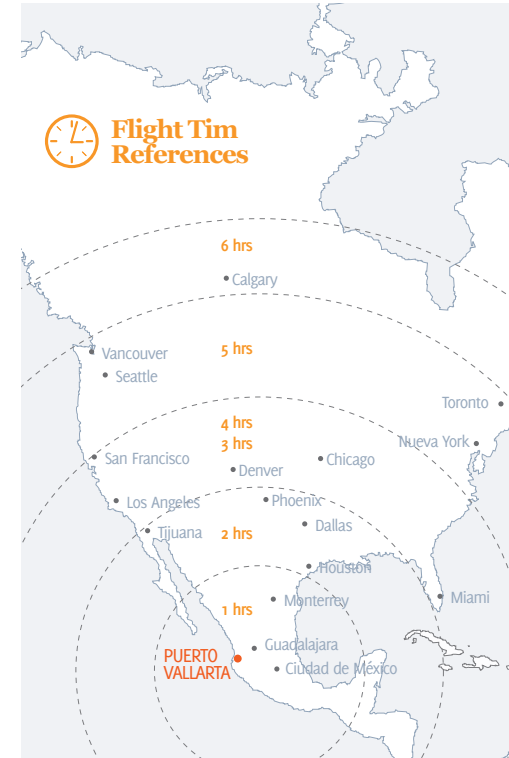 Flight Tim
References
6 hrs
Calgary
5 hrs
Vancouver
Seattle
Toronto
4 hrs
3 hrs
Nueva York
San Francisco
Chicago
Denver
Los Angeles
Phoenix
Dallas
Tijuana
2 hrs
Houston
Monterrey
Miami
1 hrs
Guadalajara
PUERTO
VALLARTA
Ciudad de México